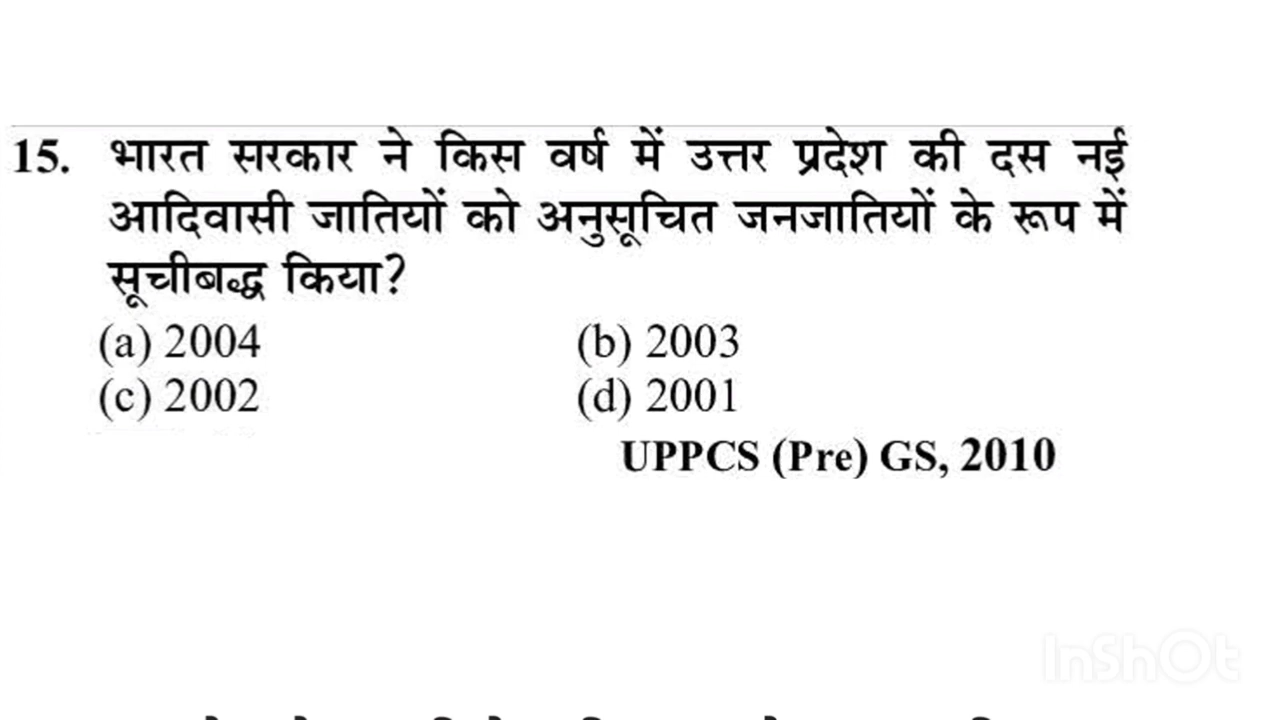 15. भारत सरकार ने किस वर्ष में उत्तर प्रदेश की दस नई
आदिवासी जातियों को अनुसूचित जनजातियों के रूप में
सूचीबद्ध किया?
(a) 2004 (b) 2003
(c) 2002 (d) 2001
UPPCS (Pre) GS, 2010
InShOt